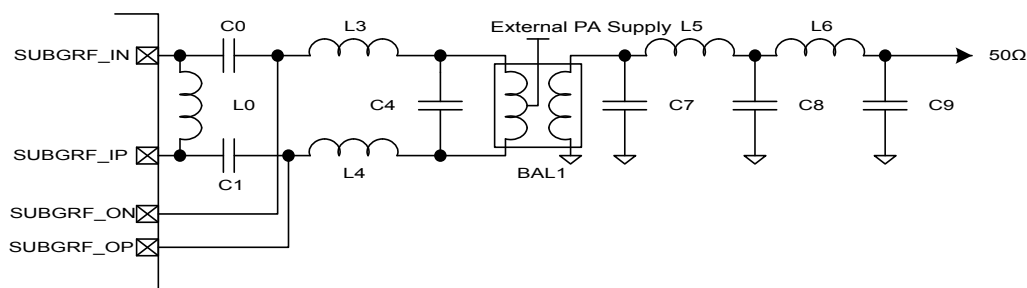 C0
L3
External PA Supply
L5
L6
SUBGRF_IN
50Ω
L0
C4
C7
C8
C9
SUBGRF_IP
C1
L4
BAL1
SUBGRF_ON
SUBGRF_OP